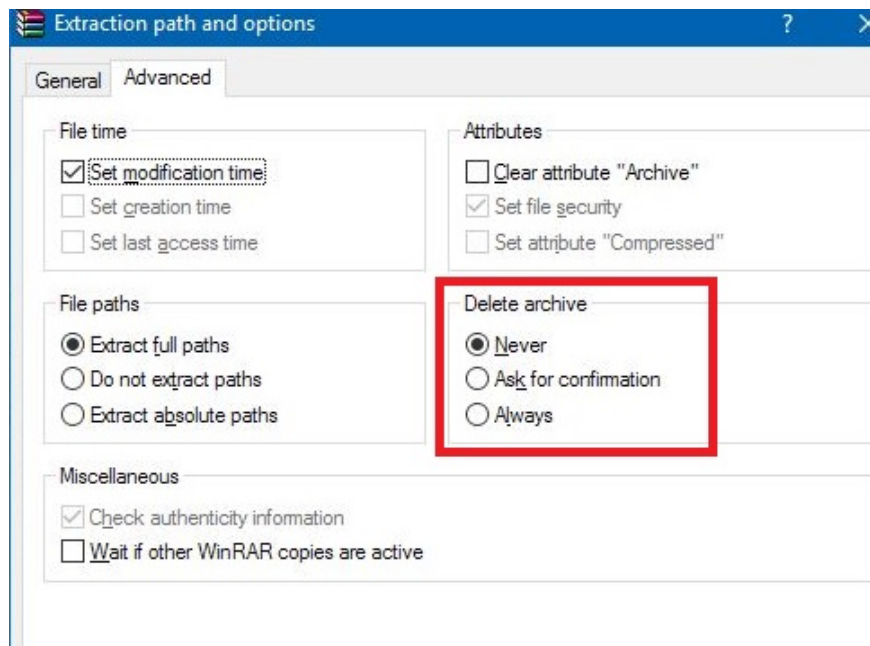 Extraction path and options ?
General Advanced
File time
Set modification time
Set creation time
Set last access time
Attributes
Clear attribute "Archive"
Set file security
Set attribute "Compressed"
File paths
Extract full paths
Do not extract paths
Extract absolute paths
Delete archive
Never
Ask for confirmation
Always
Miscellaneous
Check authenticity information
Wait if other WinRAR copies are active